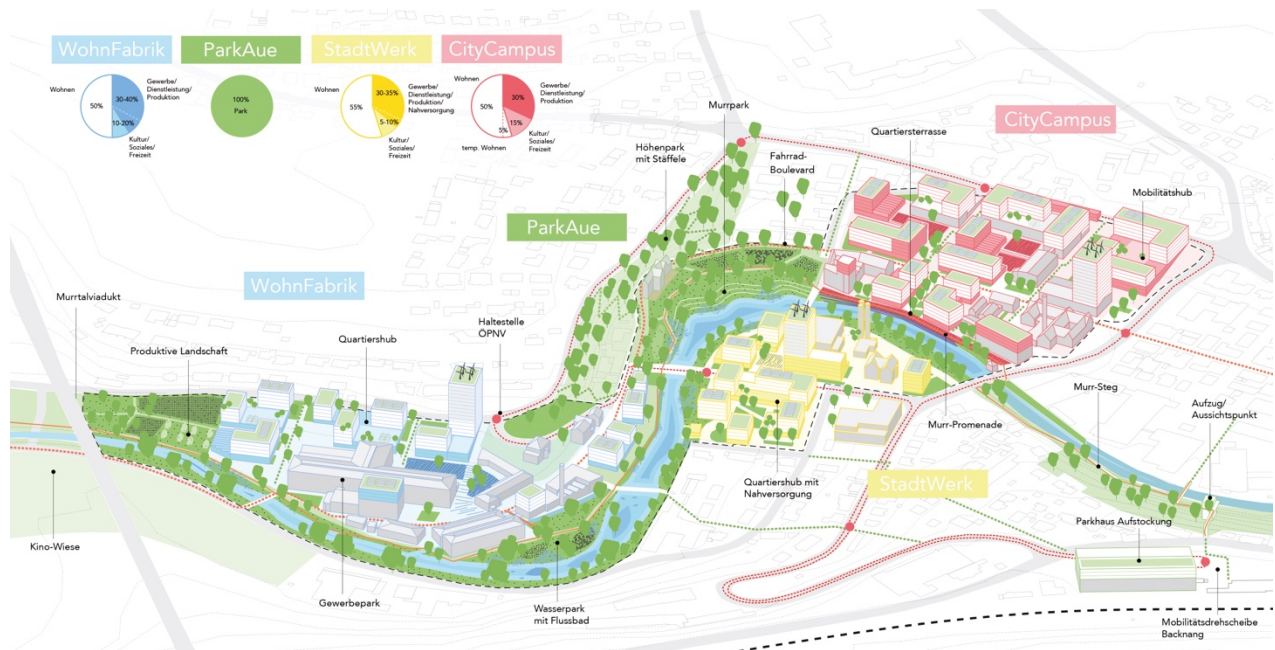 WohnFabrik
ParkAue
StadtWerk
CityCampus
Wohnen
50%
30-40%
10-20%
Gewerbe/
Dienstleistung/
Produktion
Kultur/
Soziales/
Freizeit
100%
Park
Wohnen
55%
30-35%
5-10%
Gewerbe/
Dienstleistung/
Produktion/
Nahversorgung
Kultur/
Soziales/
Freizeit
Wohnen
50%
30%
15%
5%
temp. Wohnen
Gewerbe/
Dienstleistung/
Produktion
Kultur/
Soziales/
Freizeit
Murrpark
Quartiersterrasse
CityCampus
Höhenpark
mit Stäffele
Fahrrad-
Boulevard
Mobilitätshub
ParkAue
WohnFabrik
Murrtalviadukt
Haltestelle
ÖPNV
Produktive Landschaft
Quartiershub
Murr-Steg
Aufzug/
Aussichtspunkt
Murr-Promenade
Quartiershub mit
Nahversorgung
StadtWerk
Parkhaus Aufstockung
Kino-Wiese
Gewerbepark
Wasserpark
mit Flussbad
Mobilitätsdrehscheibe
Backnang